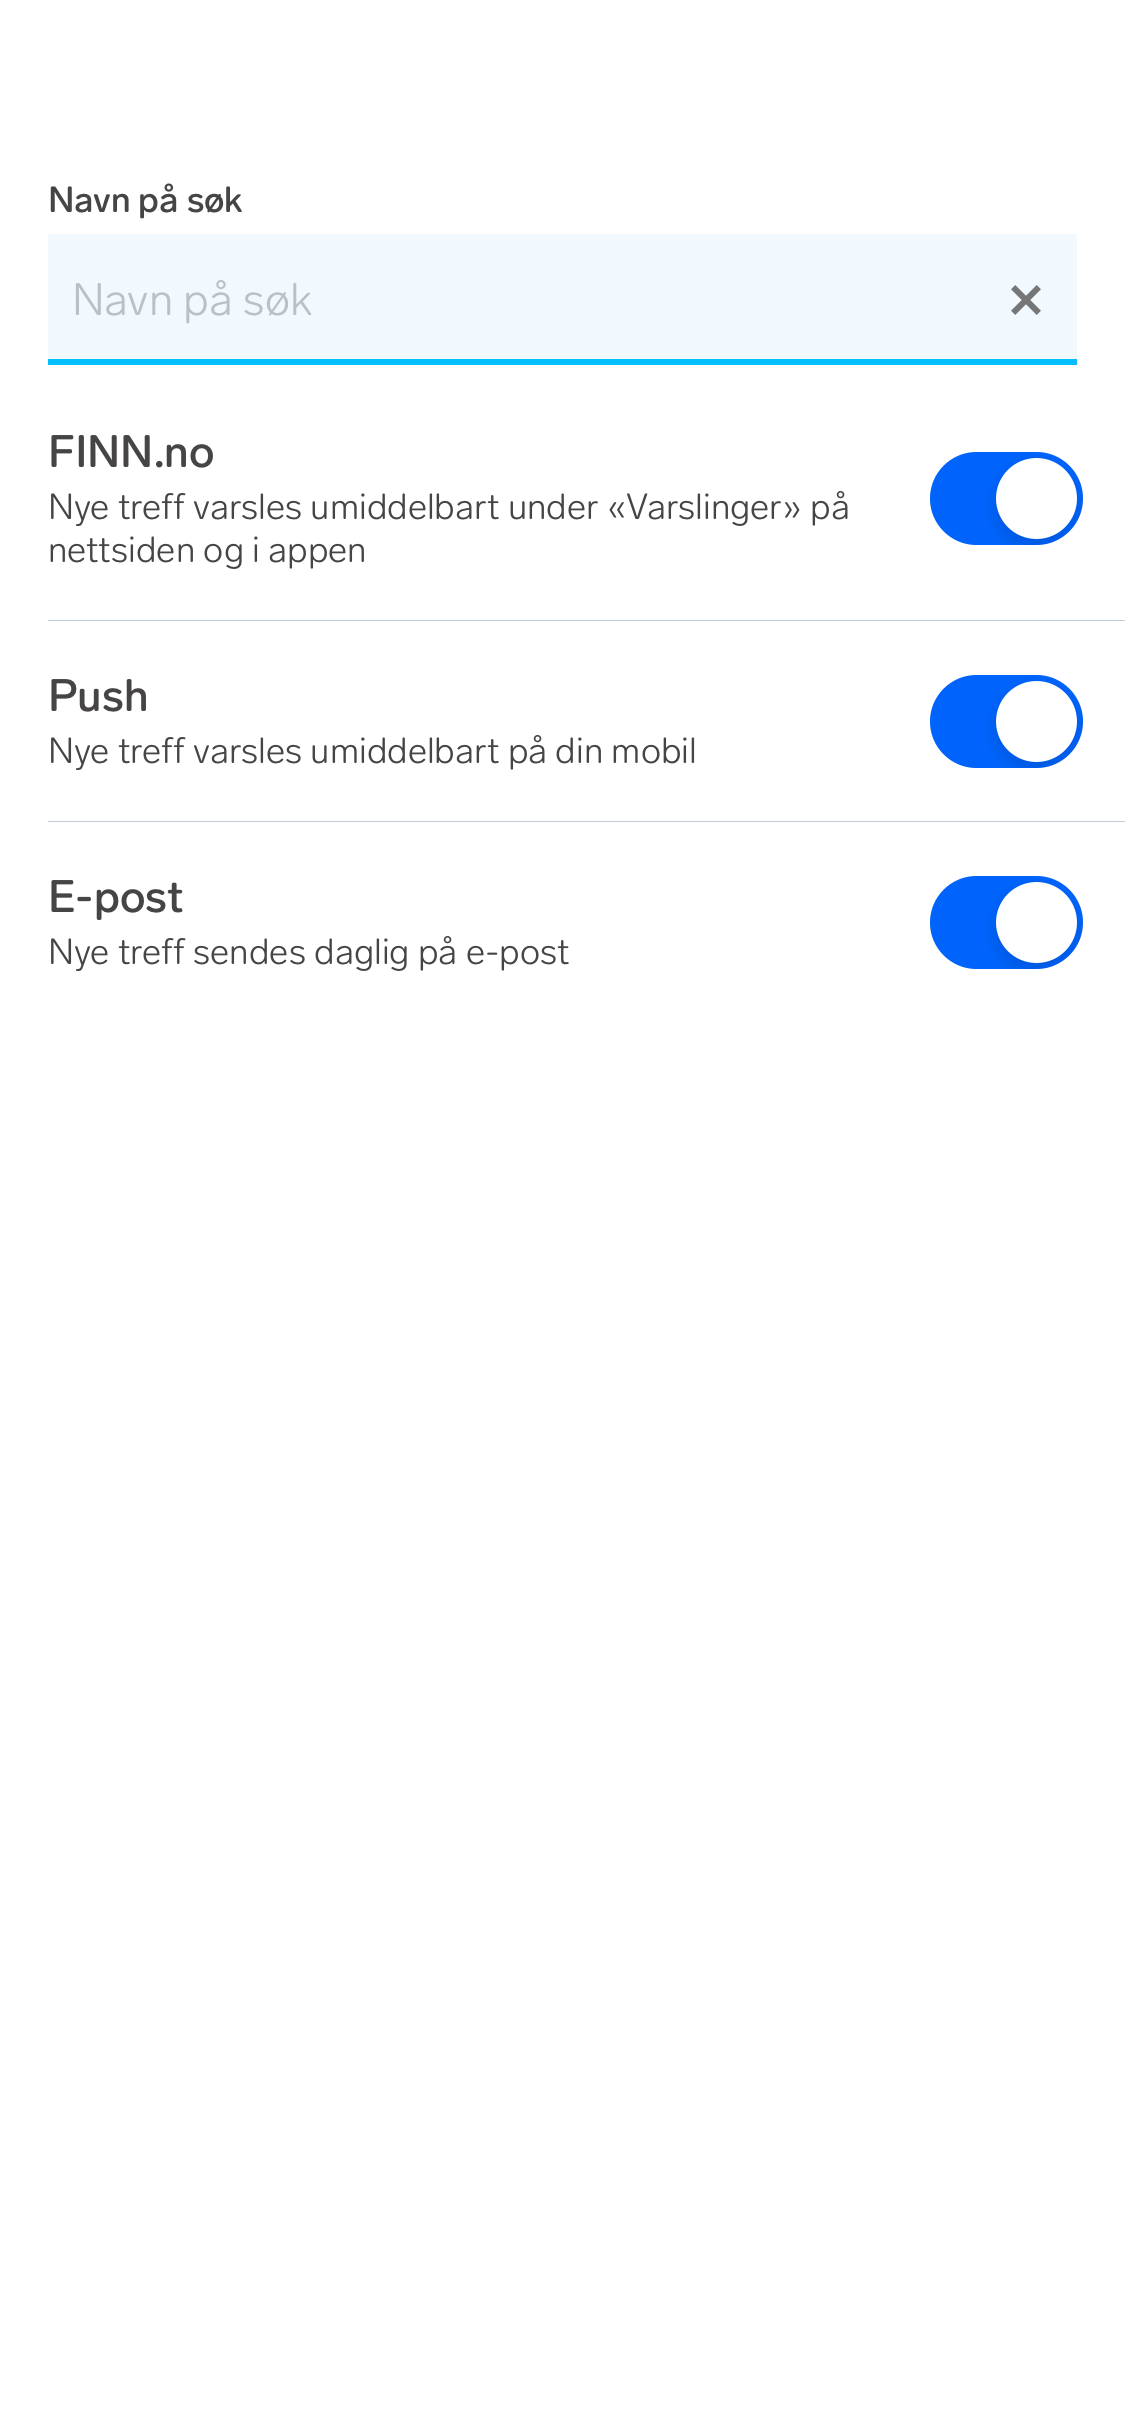 Navn på søk
Navn på søk
FINN.no
Nye treff varsles umiddelbart under «Varslinger» på
nettsiden og i appen
Push
Nye treff varsles umiddelbart på din mobil
E-post
Nye treff sendes daglig på e-post